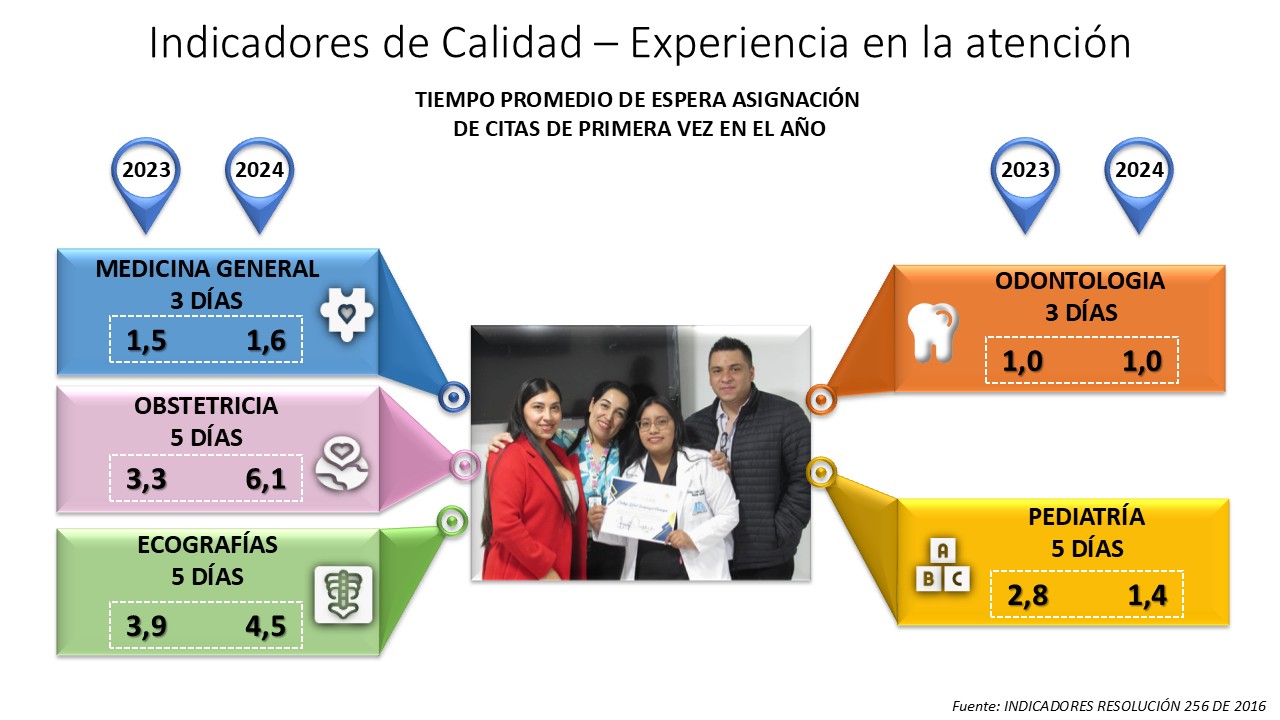 Indicadores de Calidad – Experiencia en la atención
TIEMPO PROMEDIO DE ESPERA ASIGNACIÓN
DE CITAS DE PRIMERA VEZ EN EL AÑO
2023
2024
2023
2024
MEDICINA GENERAL
3 DÍAS
1,5 1,6
OBSTETRICIA
5 DÍAS
3,3 6,1
ECOGRAFÍAS
5 DÍAS
3,9 4,5
ODONTOLOGIA
3 DÍAS
1,0 1,0
A
B C
PEDIATRÍA
5 DÍAS
2,8 1,4
Fuente: INDICADORES RESOLUCIÓN 256 DE 2016